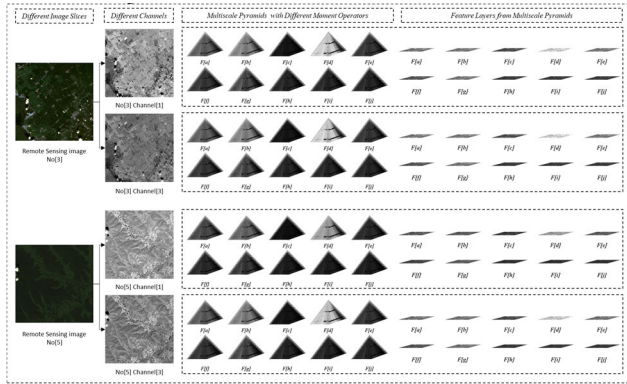 Different Image Slices
Different Channels
Multiscale Pyramids with Different Moment Operators
Feature Layers from Multiscale Pyramids
F[a] F[b] F[c] F[d] F[e]
F[a] F[b] F[c] F[d] F[e]
F[f] F[g] F[h] F[i] F[j]
F[f] F[g] F[h] F[i] F[j]
No[3] Channel[1]
F[a] F[b] F[c] F[d] F[e]
F[a] F[b] F[c] F[d] F[e]
F[f] F[g] F[h] F[i] F[j]
F[f] F[g] F[h] F[i] F[j]
No[3] Channel[3]
Remote Sensing image
No[3]
F[a] F[b] F[c] F[d] F[e]
F[a] F[b] F[c] F[d] F[e]
F[f] F[g] F[h] F[i] F[j]
F[f] F[g] F[h] F[i] F[j]
No[5] Channel[1]
F[a] F[b] F[c] F[d] F[e]
F[a] F[b] F[c] F[d] F[e]
F[f] F[g] F[h] F[i] F[j]
F[f] F[g] F[h] F[i] F[j]
No[5] Channel[3]
Remote Sensing image
No[5]